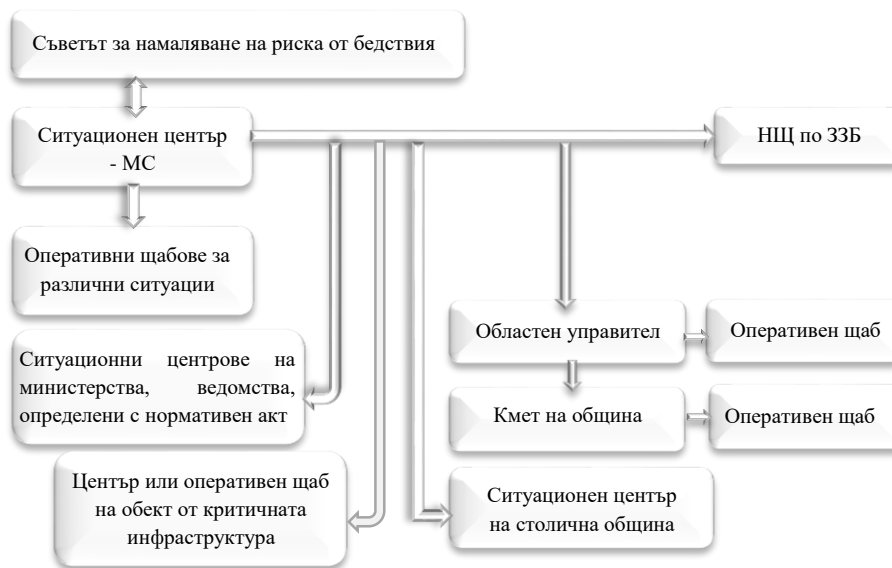 Съветът за намаляване на риска от бедствия
Ситуационен център
- МС
НЩ по ЗЗБ
Оперативни щабове за
различни ситуации
Областен управител
Оперативен щаб
Ситуационни центрове на
министерства, ведомства,
определени с нормативен акт
Кмет на община
Оперативен щаб
Център или оперативен щаб
на обект от критичната
инфраструктура
Ситуационен център
на столична община